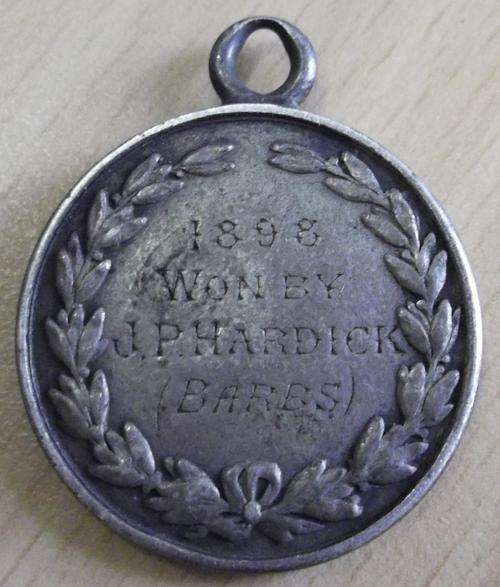 1898
WON BY
J.P. HARDICK
(BARBS)